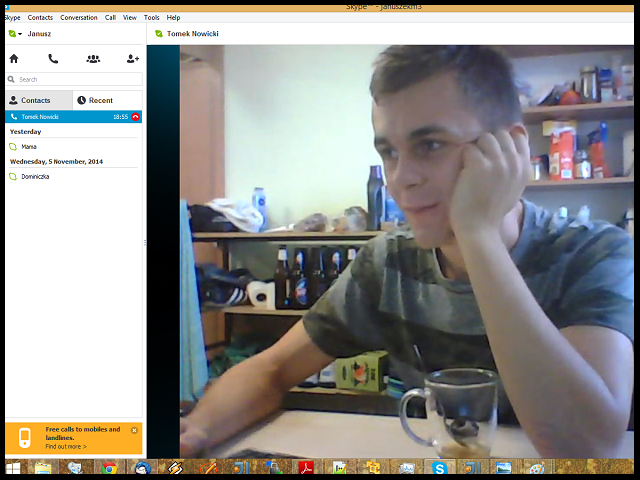 Skype™ - januszekm3
Skype Contacts Conversation Call View Tools Help
Janusz
Tomek Nowicki
Search
Contacts
Recent
Tomek Nowicki 18:55
Yesterday
Mama
Wednesday, 5 November, 2014
Dominiczka
Free calls to mobiles and
landlines.
Find out more >